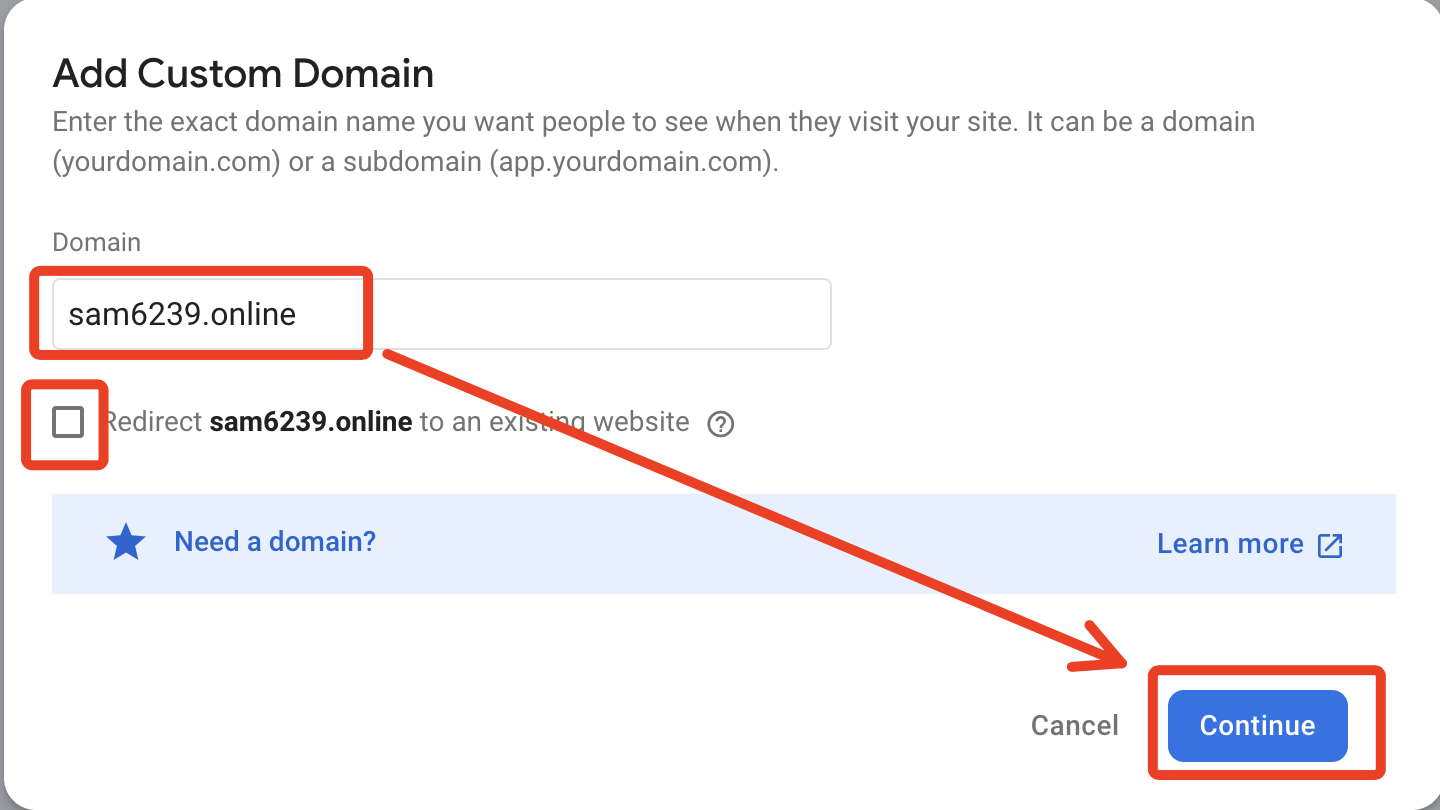 Add Custom Domain
Enter the exact domain name you want people to see when they visit your site. It can be a domain
(yourdomain.com) or a subdomain (app.yourdomain.com).
Domain
sam6239.online
Redirect sam6239.online to an existing website
Need a domain?
Learn more
Cancel
Continue